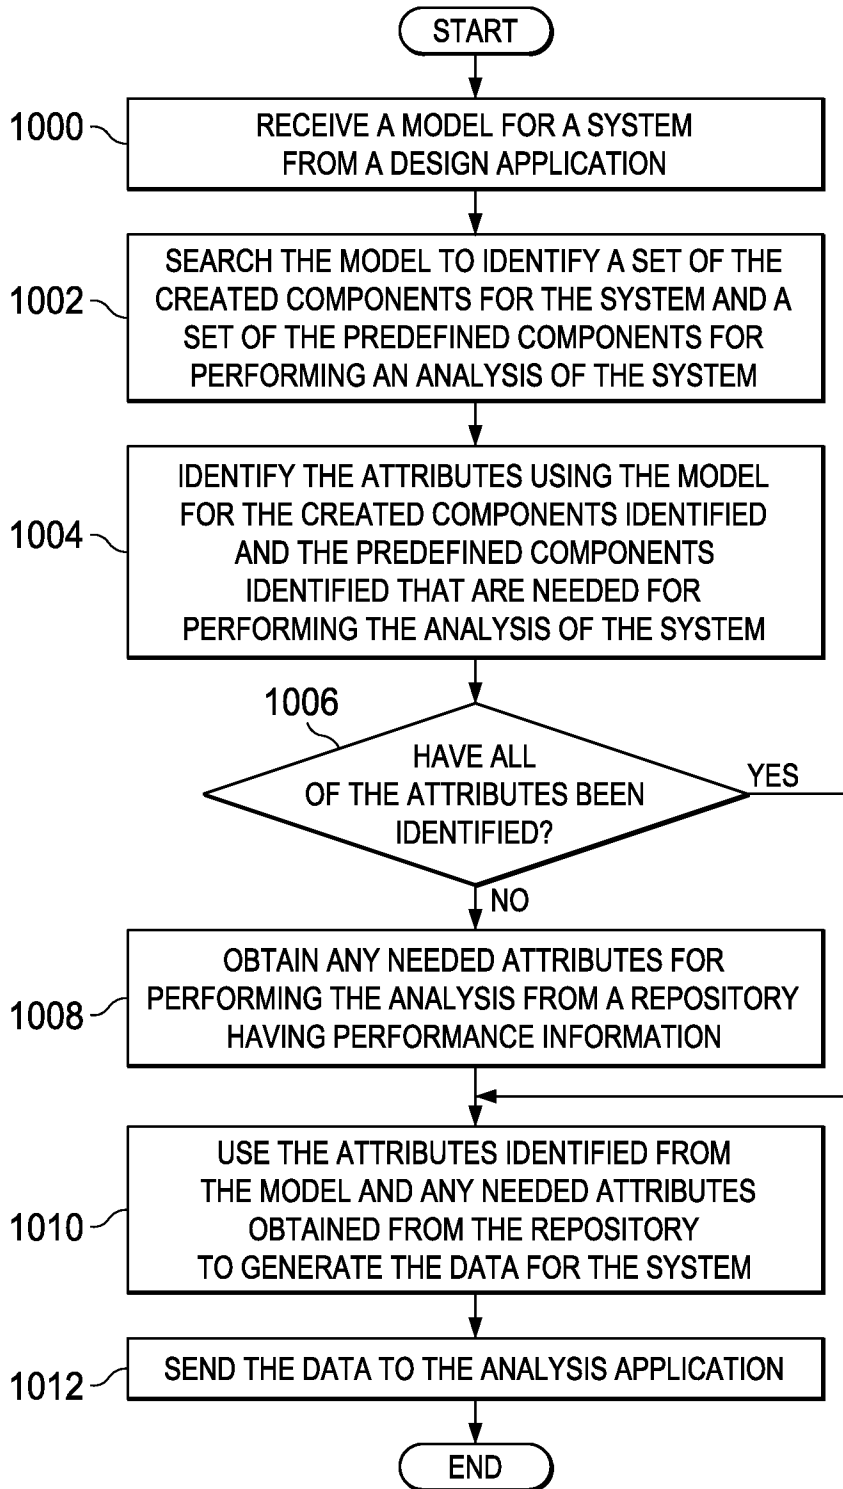 START
1000
RECEIVE A MODEL FOR A SYSTEM
FROM A DESIGN APPLICATION
1002
SEARCH THE MODEL TO IDENTIFY A SET OF THE
CREATED COMPONENTS FOR THE SYSTEM AND A
SET OF THE PREDEFINED COMPONENTS FOR
PERFORMING AN ANALYSIS OF THE SYSTEM
1004
IDENTIFY THE ATTRIBUTES USING THE MODEL
FOR THE CREATED COMPONENTS IDENTIFIED
AND THE PREDEFINED COMPONENTS
IDENTIFIED THAT ARE NEEDED FOR
PERFORMING THE ANALYSIS OF THE SYSTEM
1006
HAVE ALL
OF THE ATTRIBUTES BEEN
IDENTIFIED?
YES
NO
1008
OBTAIN ANY NEEDED ATTRIBUTES FOR
PERFORMING THE ANALYSIS FROM A REPOSITORY
HAVING PERFORMANCE INFORMATION
1010
USE THE ATTRIBUTES IDENTIFIED FROM
THE MODEL AND ANY NEEDED ATTRIBUTES
OBTAINED FROM THE REPOSITORY
TO GENERATE THE DATA FOR THE SYSTEM
1012
SEND THE DATA TO THE ANALYSIS APPLICATION
END